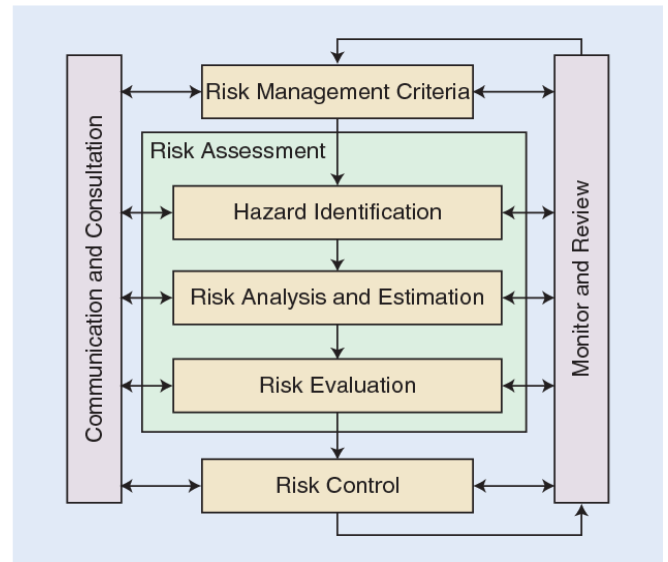 Risk Management Criteria
Risk Assessment
Hazard Identification
Risk Analysis and Estimation
Risk Evaluation
Risk Control
Communication and Consultation
Monitor and Review